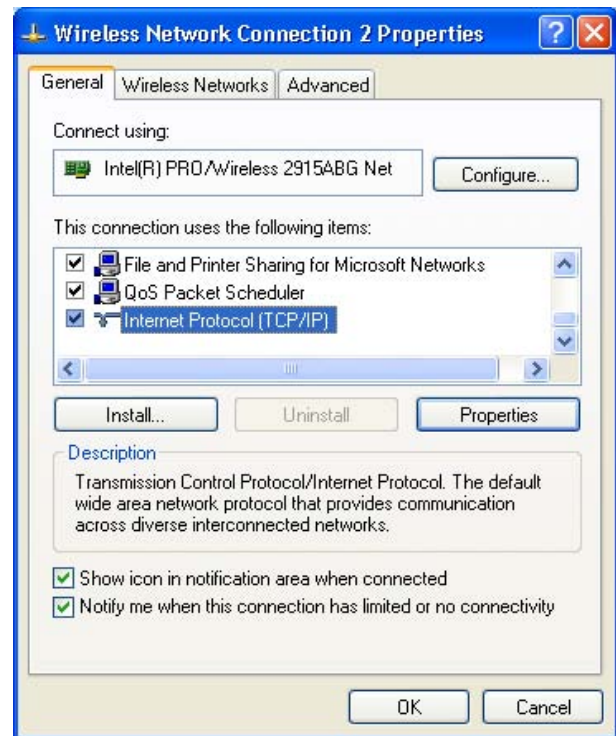 Wireless Network Connection 2 Properties
General Wireless Networks Advanced
Connect using:
Intel(R) PRO/Wireless 2915ABG Net
Configure...
This connection uses the following items:
File and Printer Sharing for Microsoft Networks
QoS Packet Scheduler
Internet Protocol (TCP/IP)
Install... Uninstall Properties
Description
Transmission Control Protocol/Internet Protocol. The default
wide area network protocol that provides communication
across diverse interconnected networks.
Show icon in notification area when connected
Notify me when this connection has limited or no connectivity
OK Cancel